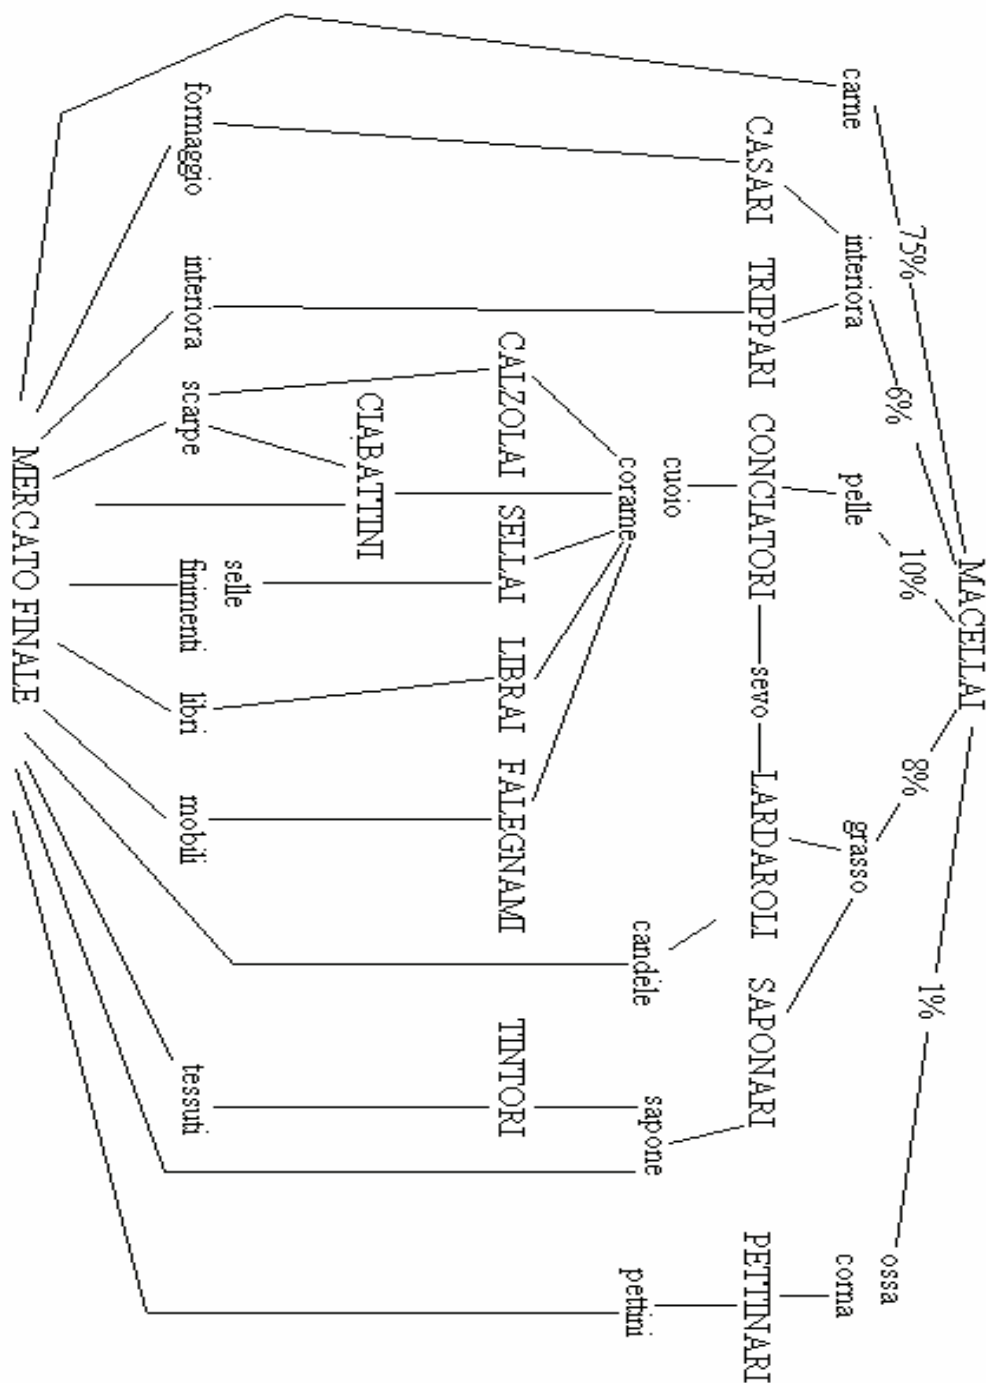 MACELLAI
75%
6%
10%
8%
1%
carne
interiora
pelle
grasso
ossa
corna
CASARI TRIPPARI CONCIATORI sevo LARDAROLI SAPONARI PETTINARI
cuoio
corame
candele
sapone
pettini
CALZOLAI SELLAI LIBRAI FALEGNAMI TINTORI
CIABATTINI
selle
formaggio
interiora
scarpe
finimenti
libri
mobili
tessuti
MERCATO FINALE